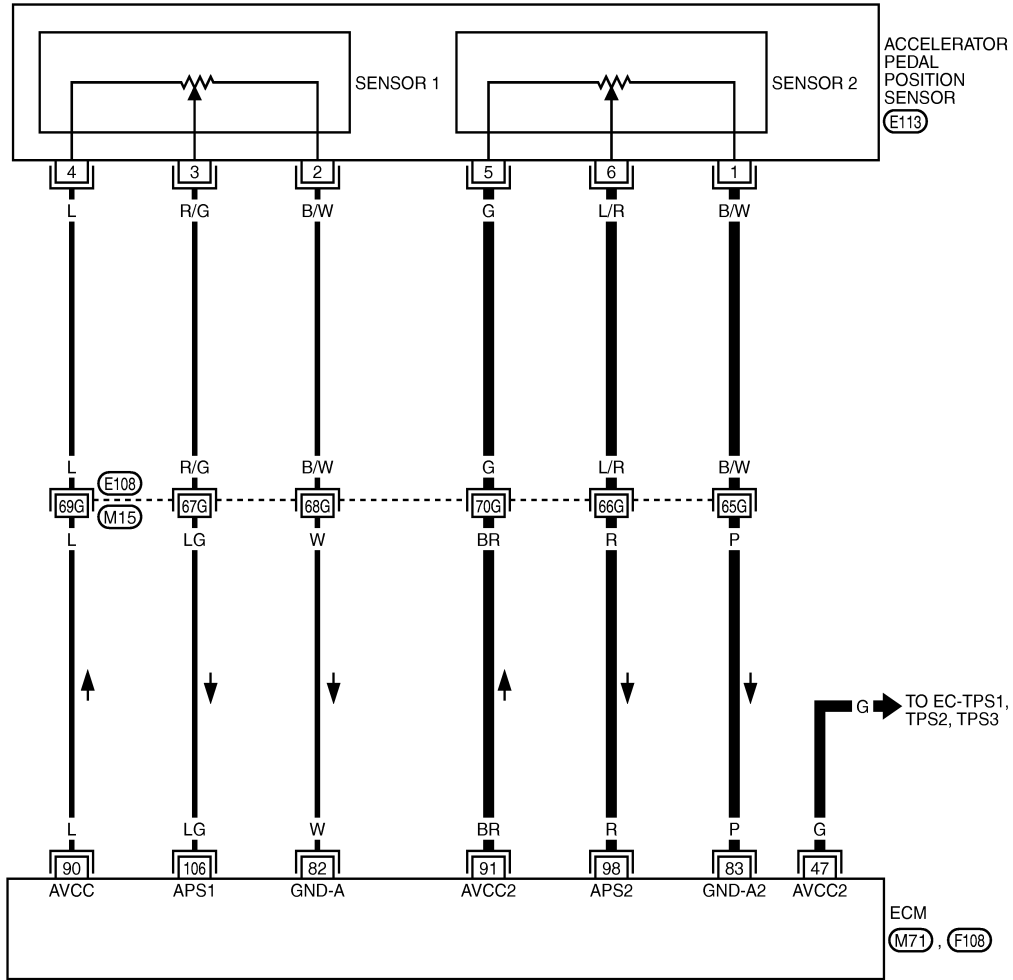 SENSOR 1
SENSOR 2
ACCELERATOR
PEDAL
POSITION
SENSOR
E113
4 3 2 5 6 1
L R/G B/W G L/R B/W
L R/G B/W G L/R B/W
E108
69G 67G 68G 70G 66G 65G
M15
L LG W BR R P
G TO EC-TPS1,
TPS2, TPS3
L LG W BR R P G
90 106 82 91 98 83 47
AVCC APS1 GND-A AVCC2 APS2 GND-A2 AVCC2
ECM
M71 , F108